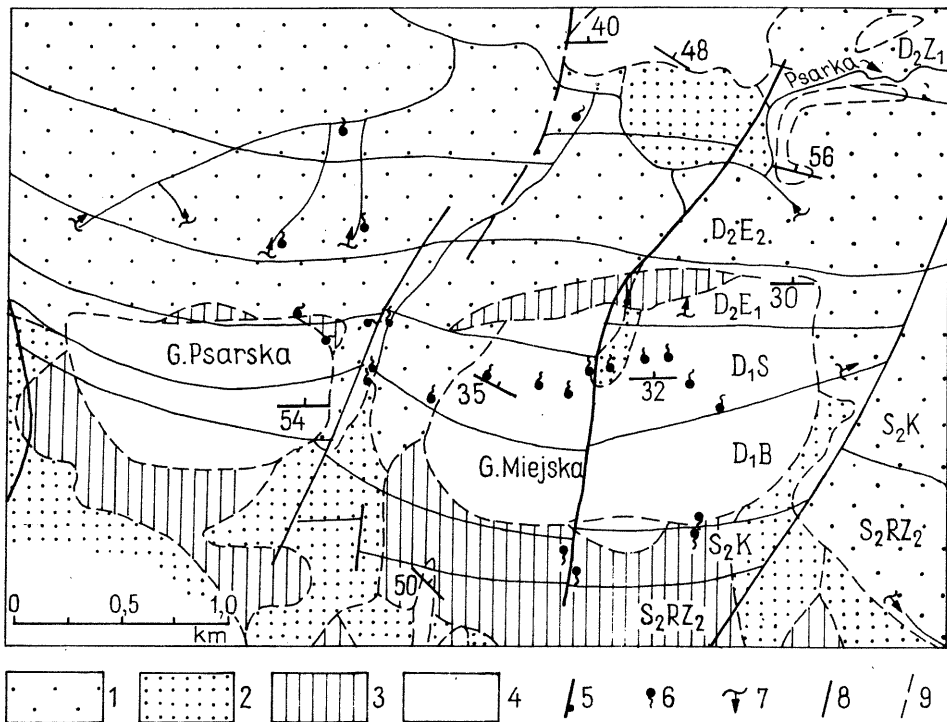 40
48
D₂Z₁
Psarka
56
D₂E₂
30
D₂E₁
G.Psarska
D₁S
35
32
54
S₂K
G.Miejska
D₁B
S₂K
S₂RZ₂
50
0 0,5 1,0
km
S₂RZ₂
1 2 3 4 5 6 7 8 9